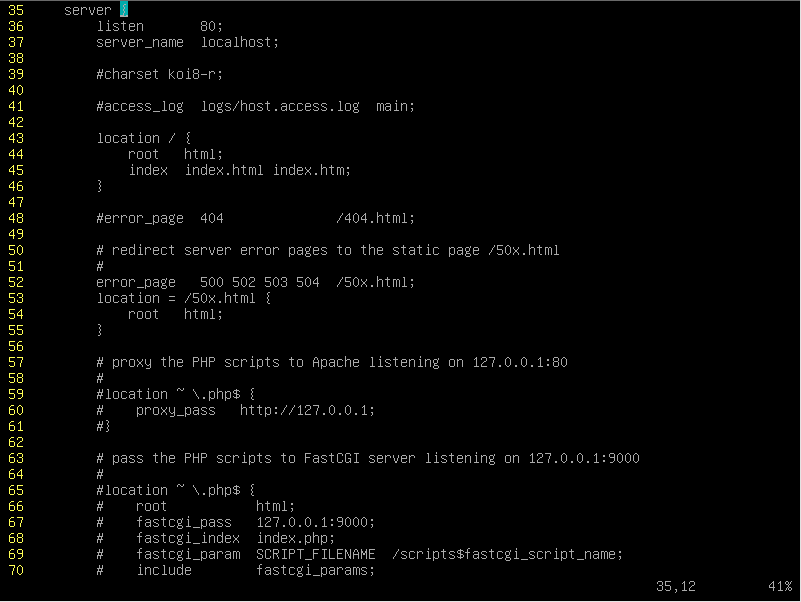 35     server {
36         listen       80;
37         server_name  localhost;
38
39         #charset koi8-r;
40
41         #access_log  logs/host.access.log  main;
42
43         location / {
44             root   html;
45             index  index.html index.htm;
46         }
47
48         #error_page  404              /404.html;
49
50         # redirect server error pages to the static page /50x.html
51         #
52         error_page   500 502 503 504  /50x.html;
53         location = /50x.html {
54             root   html;
55         }
56
57         # proxy the PHP scripts to Apache listening on 127.0.0.1:80
58         #
59         #location ~ \.php$ {
60         #    proxy_pass   http://127.0.0.1;
61         #}
62
63         # pass the PHP scripts to FastCGI server listening on 127.0.0.1:9000
64         #
65         #location ~ \.php$ {
66         #    root           html;
67         #    fastcgi_pass   127.0.0.1:9000;
68         #    fastcgi_index  index.php;
69         #    fastcgi_param  SCRIPT_FILENAME  /scripts$fastcgi_script_name;
70         #    include        fastcgi_params;
35,12         41%